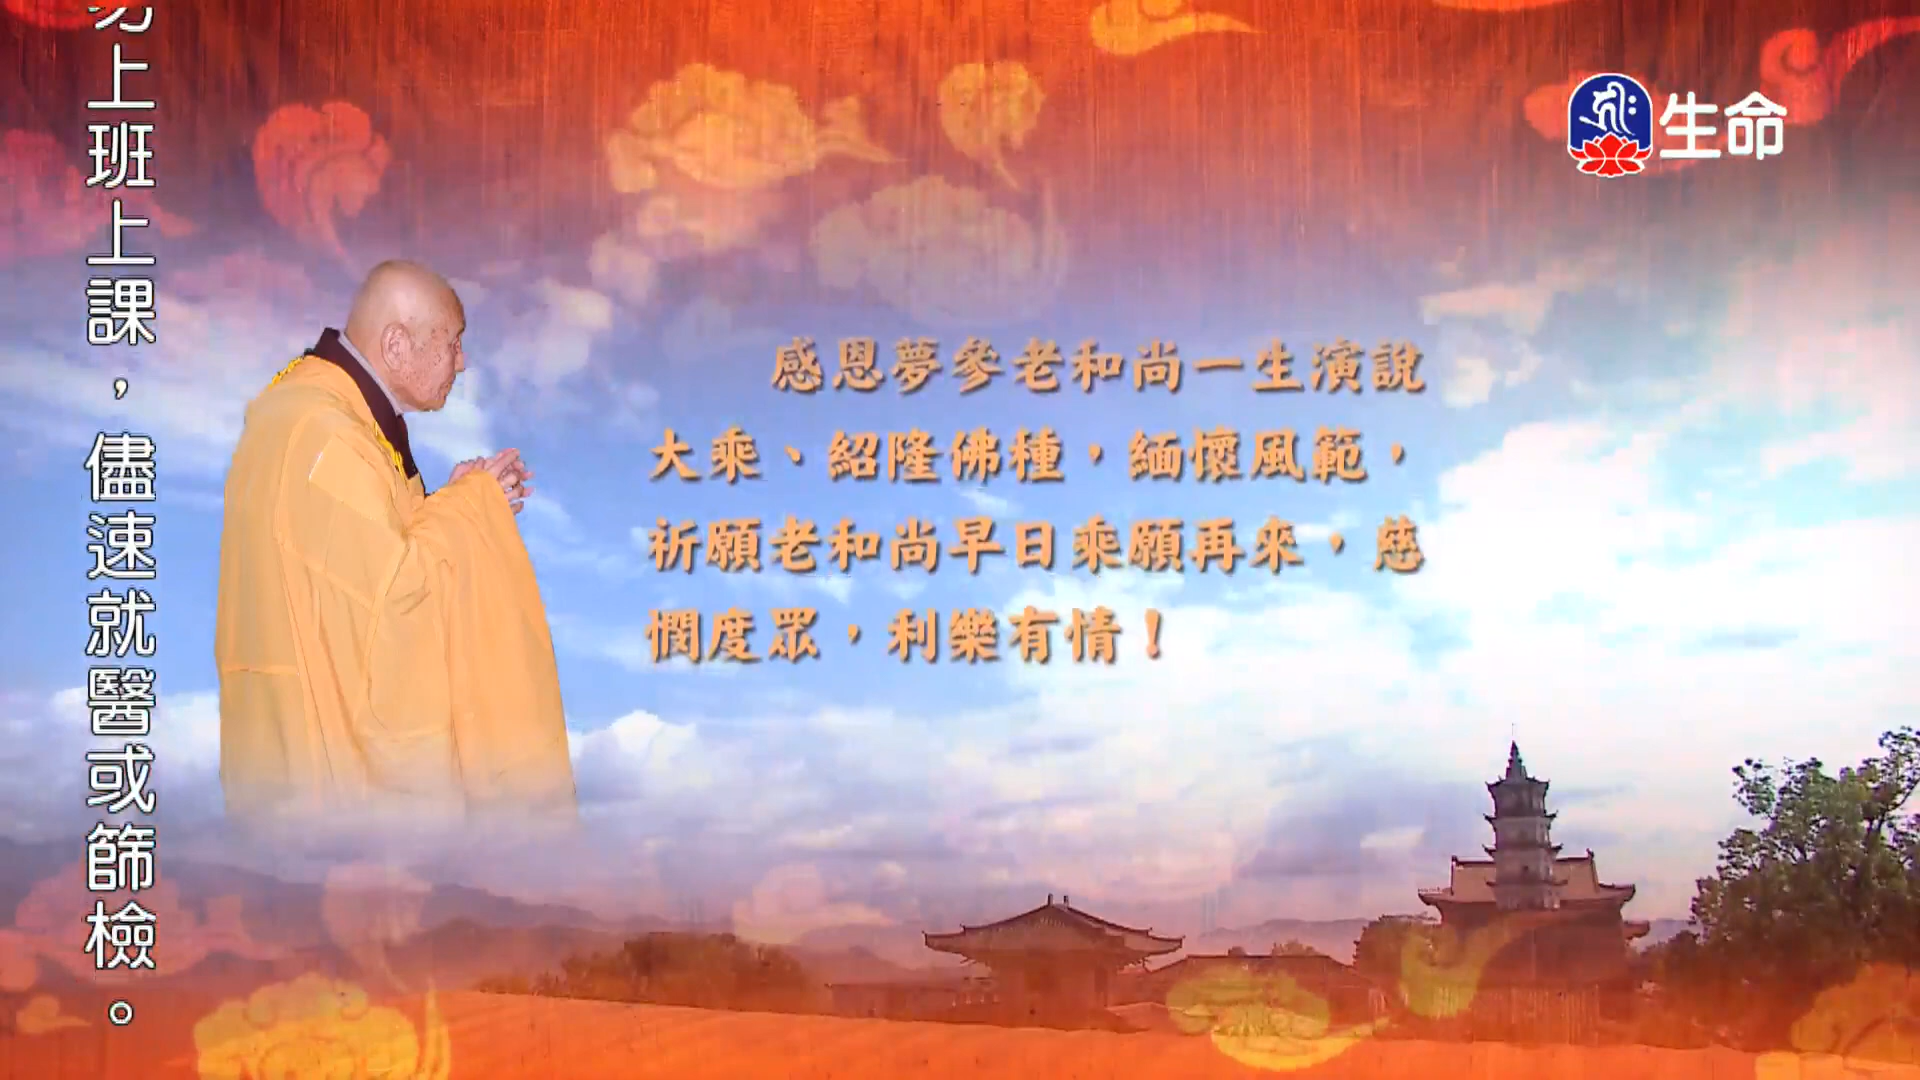 生命
感恩夢參老和尚一生演說
大乘、紹隆佛種，緬懷風範，
祈願老和尚早日乘願再來，慈
憫度眾，利樂有情！
上班上課，儘速就醫或篩檢。